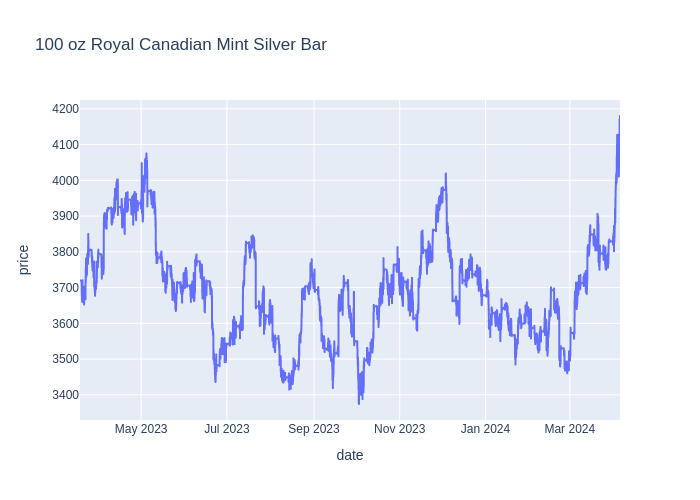 100 oz Royal Canadian Mint Silver Bar
4200
4100
4000
3900
3800
3700
3600
3500
3400
price
May 2023 Jul 2023 Sep 2023 Nov 2023 Jan 2024 Mar 2024
date